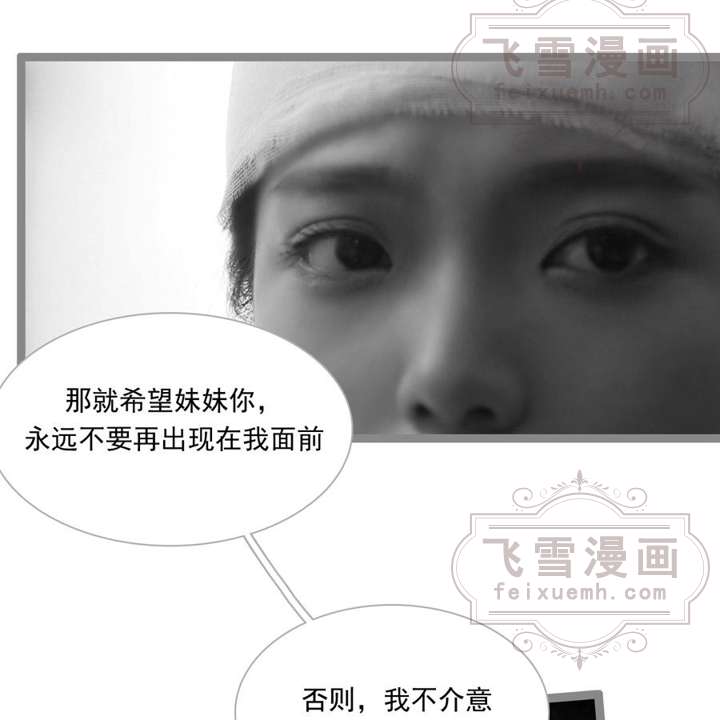 飞雪漫画
feixuemh.com
那就希望妹妹你，
永远不要再出现在我面前
飞雪漫画
feixuemh.com
否则，我不介意